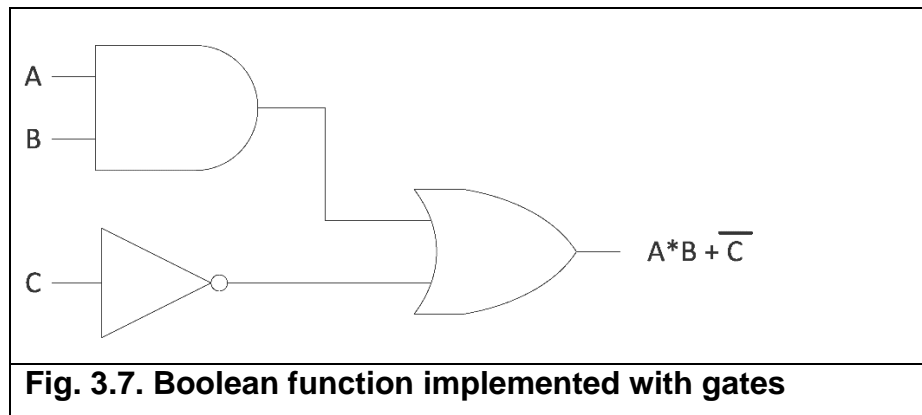 A
B
C
A*B + C̅
Fig. 3.7. Boolean function implemented with gates